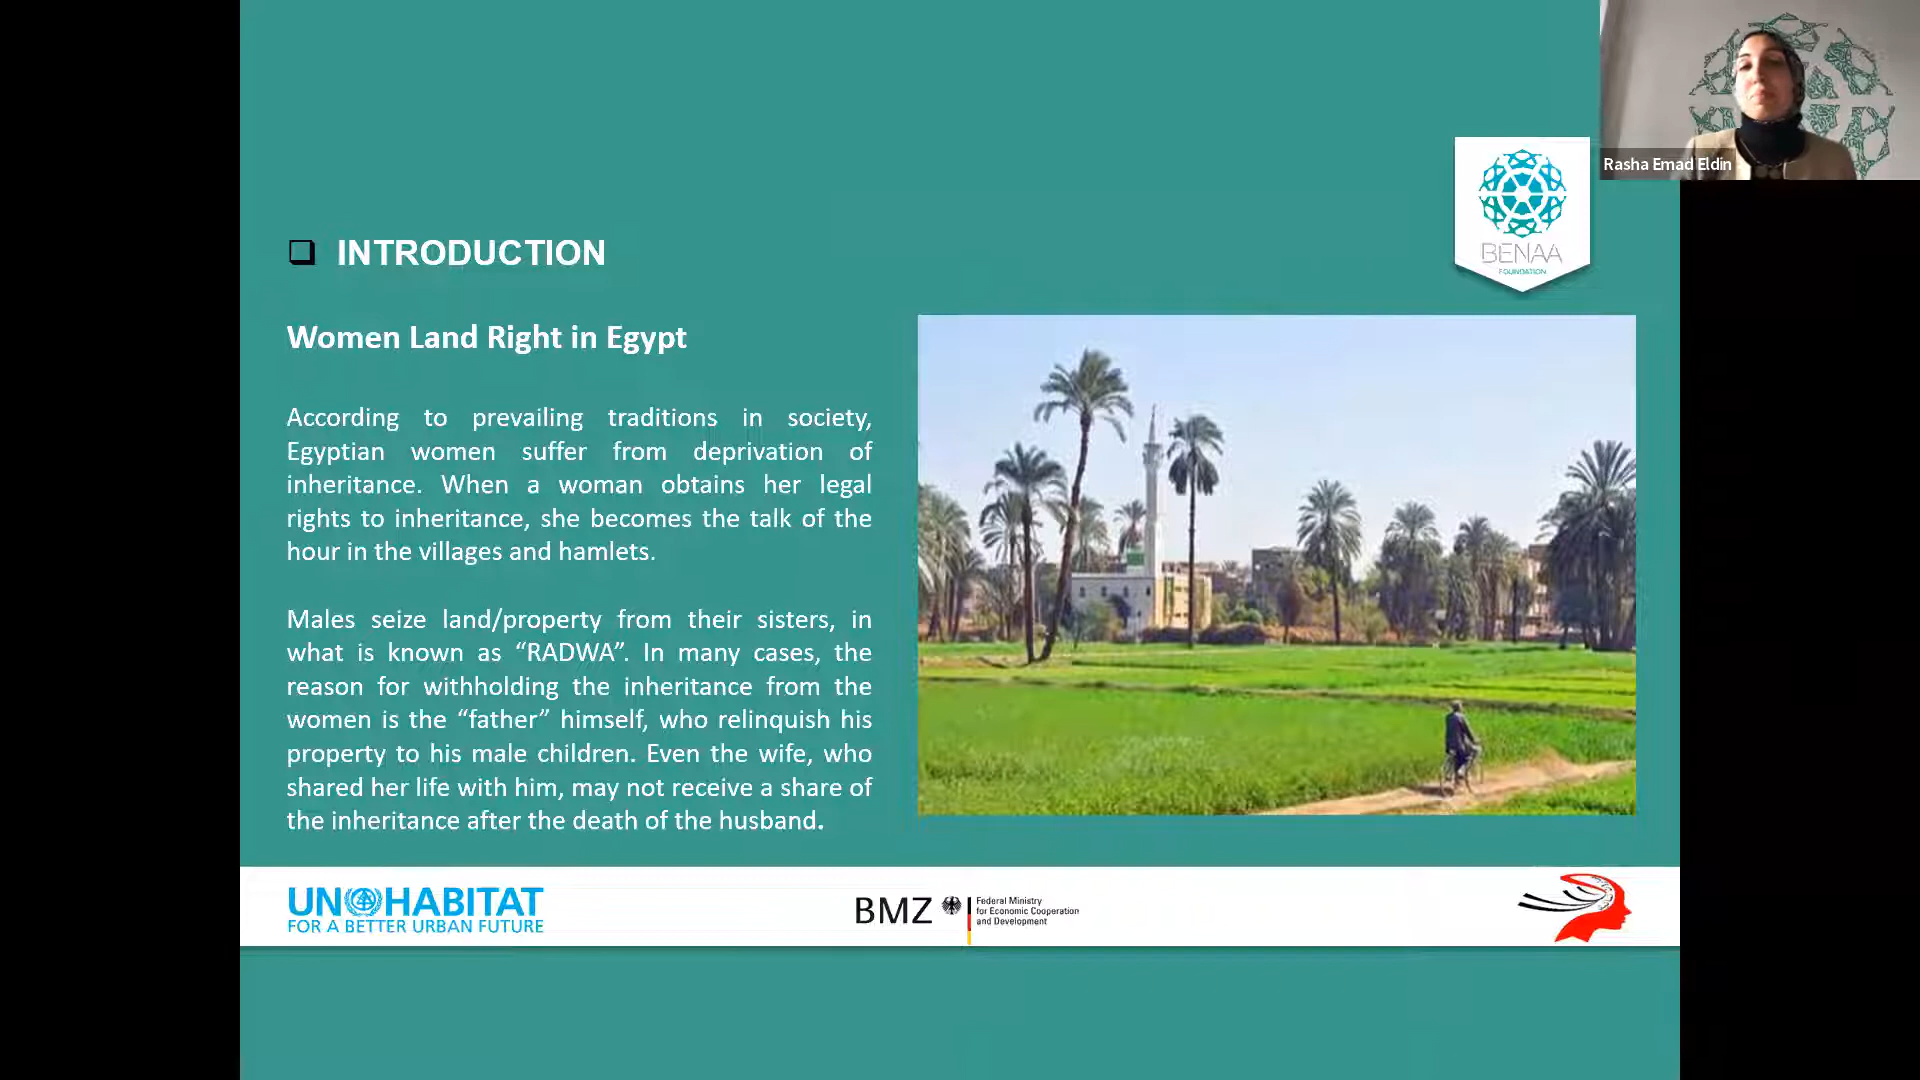 Rasha Emad Eldin
BENAA
FOUNDATION
INTRODUCTION
Women Land Right in Egypt
According to prevailing traditions in society,
Egyptian women suffer from deprivation of
inheritance. When a woman obtains her legal
rights to inheritance, she becomes the talk of the
hour in the villages and hamlets.
Males seize land/property from their sisters, in
what is known as “RADWA”. In many cases, the
reason for withholding the inheritance from the
women is the “father” himself, who relinquish his
property to his male children. Even the wife, who
shared her life with him, may not receive a share of
the inheritance after the death of the husband.
UN HABITAT
FOR A BETTER URBAN FUTURE
BMZ
Federal Ministry
for Economic Cooperation
and Development